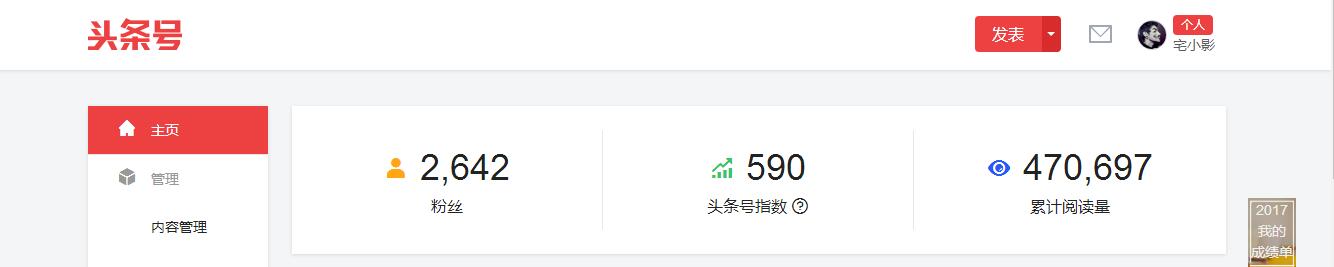 头条号
发表
个人
宅小影
主页
管理
内容管理
2,642
粉丝
590
头条号指数 ?
470,697
累计阅读量
2017
我的
成绩单